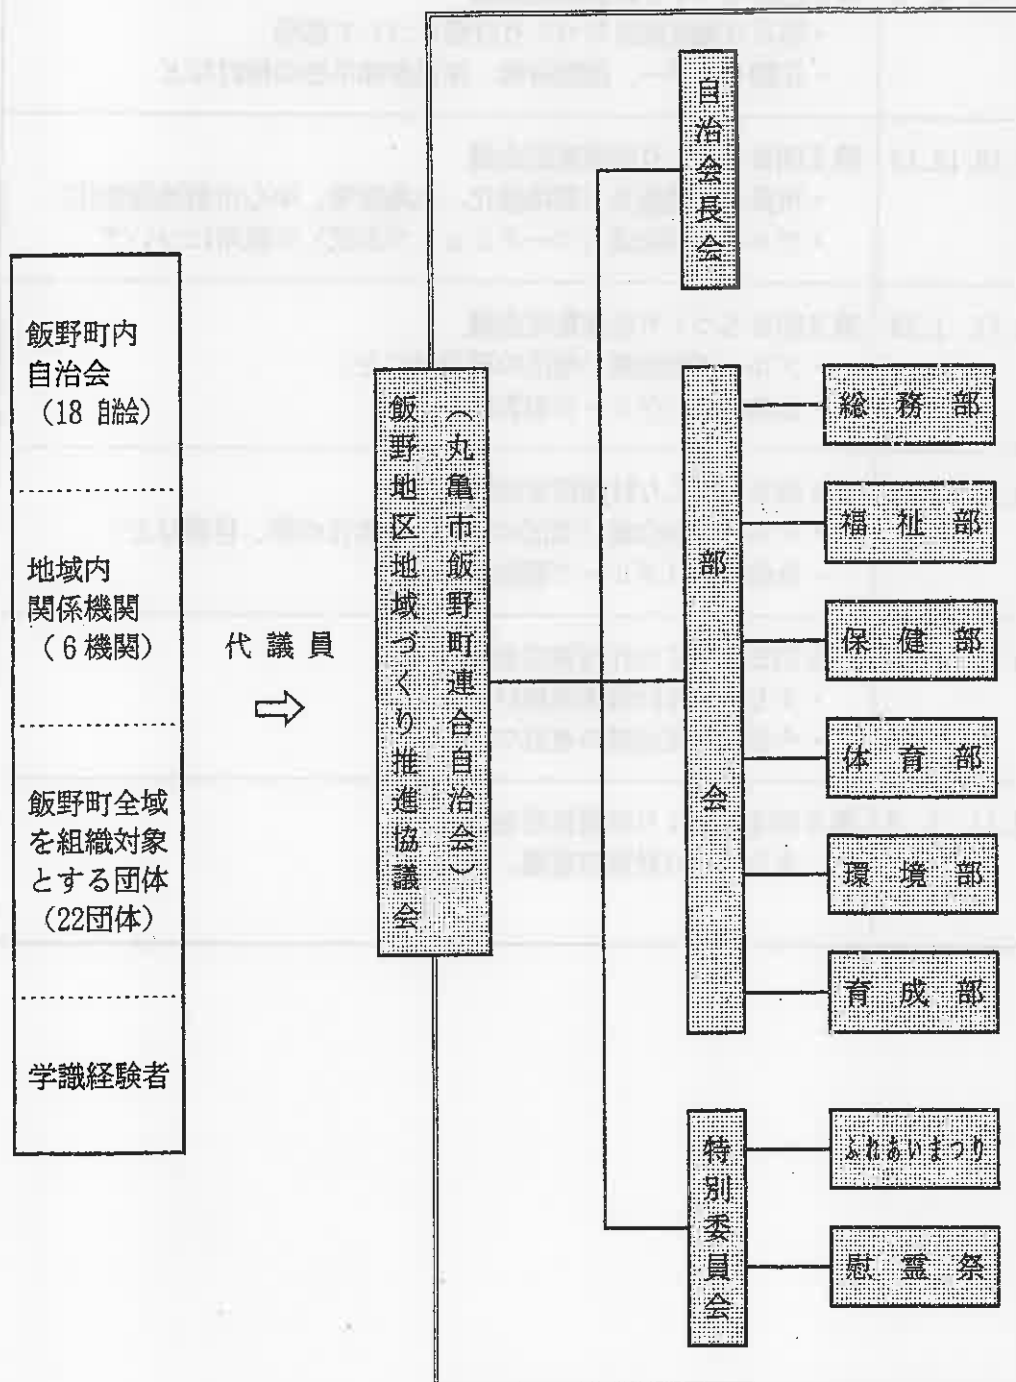 飯野町内
自治会
(18 自治会)
地域内
関係機関
(6機関)
飯野町全域
を組織対象
とする団体
(22団体)
学識経験者
代議員
⇨
飯野地区地域づくり推進協議会
(丸亀市飯野町連合自治会)
自治会長会
部会
総務部
福祉部
保健部
体育部
環境部
育成部
特別委員会
ふれあいまつり
慰霊祭